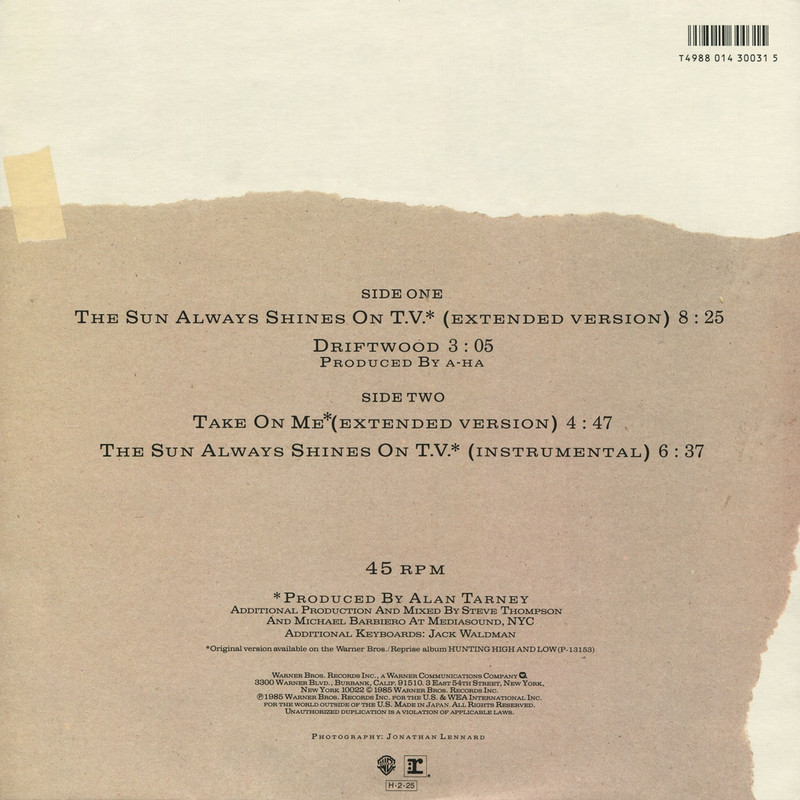 T4988 014 30031 5
SIDE ONE
THE SUN ALWAYS SHINES ON T.V.* (EXTENDED VERSION) 8 : 25
DRIFTWOOD 3 : 05
PRODUCED BY A-HA
SIDE TWO
TAKE ON ME*(EXTENDED VERSION) 4 : 47
THE SUN ALWAYS SHINES ON T.V.* (INSTRUMENTAL) 6 : 37
45 RPM
*PRODUCED BY ALAN TARNEY
ADDITIONAL PRODUCTION AND MIXED BY STEVE THOMPSON
AND MICHAEL BARBIERO AT MEDIASOUND, NYC
ADDITIONAL KEYBOARDS: JACK WALDMAN
*Original version available on the Warner Bros./Reprise album HUNTING HIGH AND LOW (P-13153)
WARNER BROS. RECORDS INC., A WARNER COMMUNICATIONS COMPANY
3300 WARNER BLVD., BURBANK, CALIF. 91510. 3 EAST 54TH STREET, NEW YORK,
NEW YORK 10022 © 1985 WARNER BROS. RECORDS INC.
℗ 1985 WARNER BROS. RECORDS INC. FOR THE U.S. & WEA INTERNATIONAL INC.
FOR THE WORLD OUTSIDE OF THE U.S. MADE IN JAPAN. ALL RIGHTS RESERVED.
UNAUTHORIZED DUPLICATION IS A VIOLATION OF APPLICABLE LAWS.
PHOTOGRAPHY: JONATHAN LENNARD
WB r
H-2-25